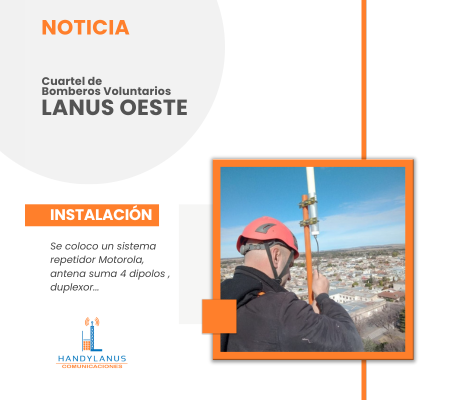 NOTICIA
Cuartel de
Bomberos Voluntarios
LANUS OESTE
INSTALACIÓN
Se coloco un sistema
repetidor Motorola,
antena suma 4 dipolos ,
duplexor...
HANDYLANUS
COMUNICACIONES